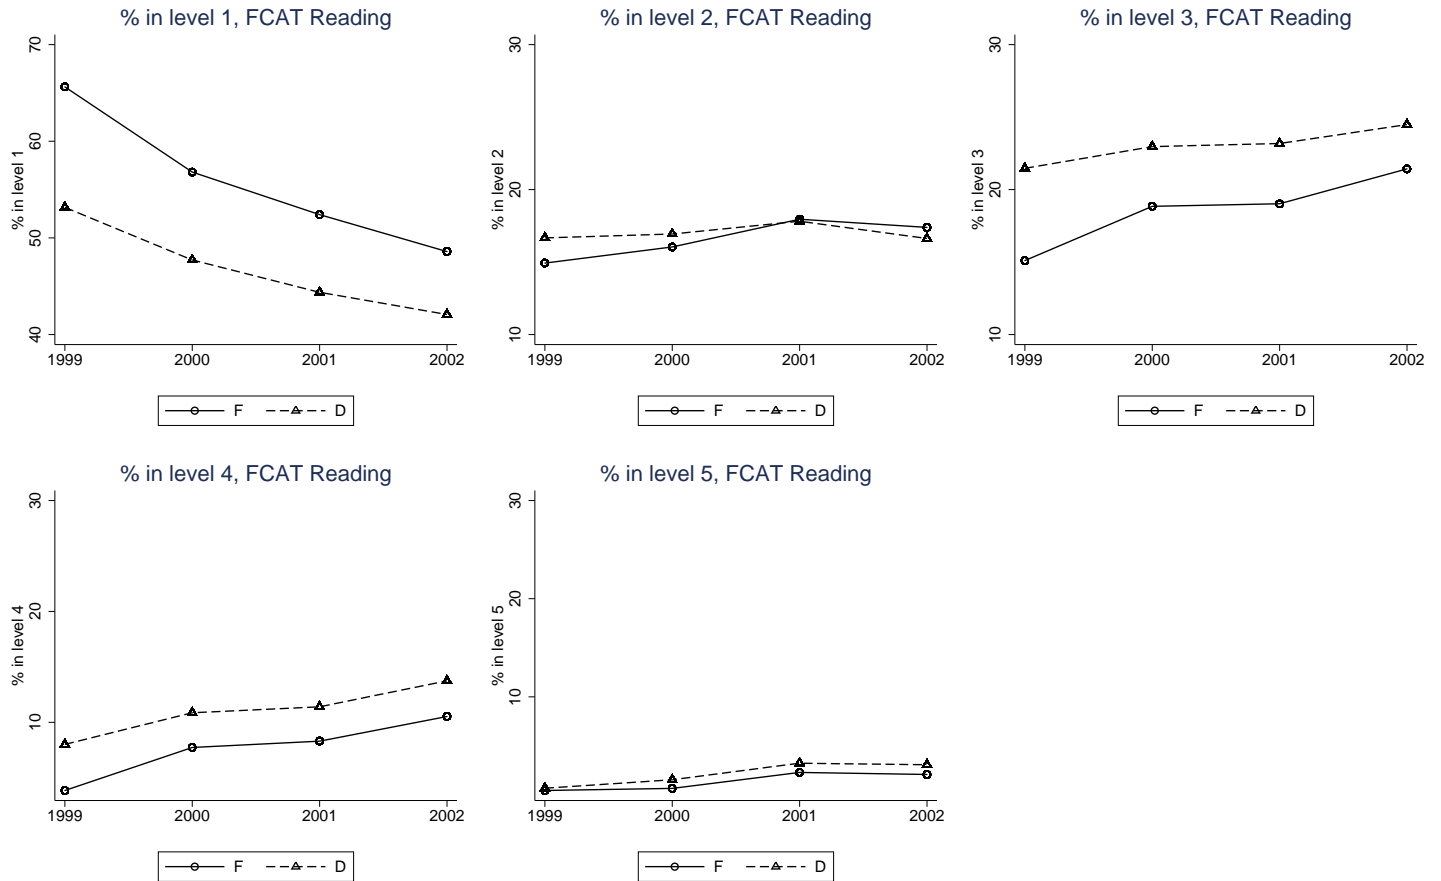 % in level 1, FCAT Reading
% in level 1
70
60
50
40
1999 2000 2001 2002
F D
% in level 2, FCAT Reading
% in level 2
30
20
10
1999 2000 2001 2002
F D
% in level 3, FCAT Reading
% in level 3
30
20
10
1999 2000 2001 2002
F D
% in level 4, FCAT Reading
% in level 4
30
20
10
1999 2000 2001 2002
F D
% in level 5, FCAT Reading
% in level 5
30
20
10
1999 2000 2001 2002
F D